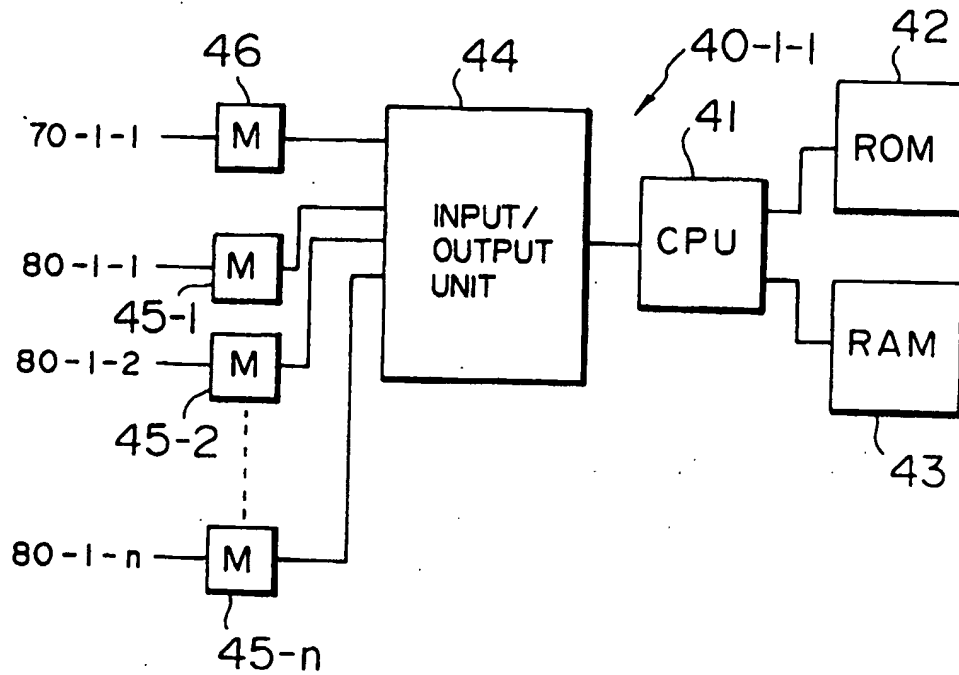 46
44
40-1-1
42
70-1-1
M
41
ROM
INPUT/
OUTPUT
UNIT
CPU
80-1-1
M
45-1
80-1-2
M
45-2
RAM
43
80-1-n
M
45-n